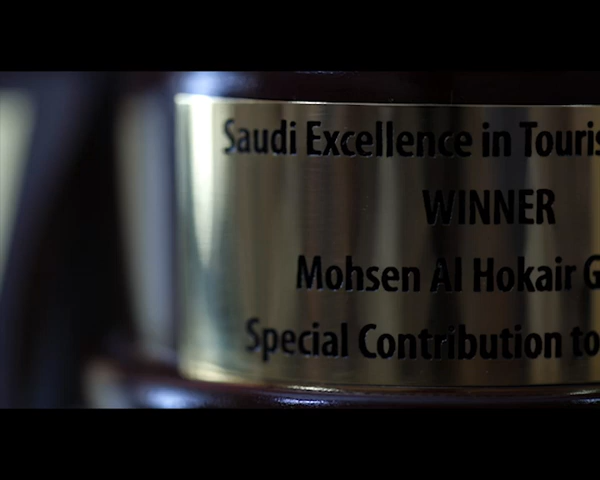 Saudi Excellence in Touris
WINNER
Mohsen Al Hokair G
Special Contribution to